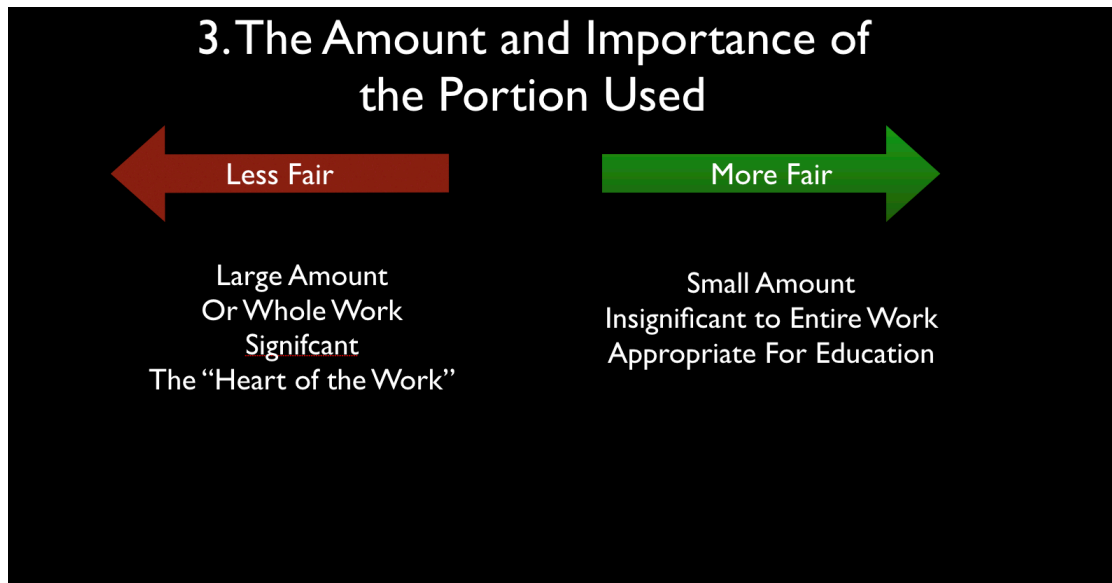 3. The Amount and Importance of
the Portion Used
Less Fair
More Fair
Large Amount
Or Whole Work
Signifcant
The “Heart of the Work”
Small Amount
Insignificant to Entire Work
Appropriate For Education